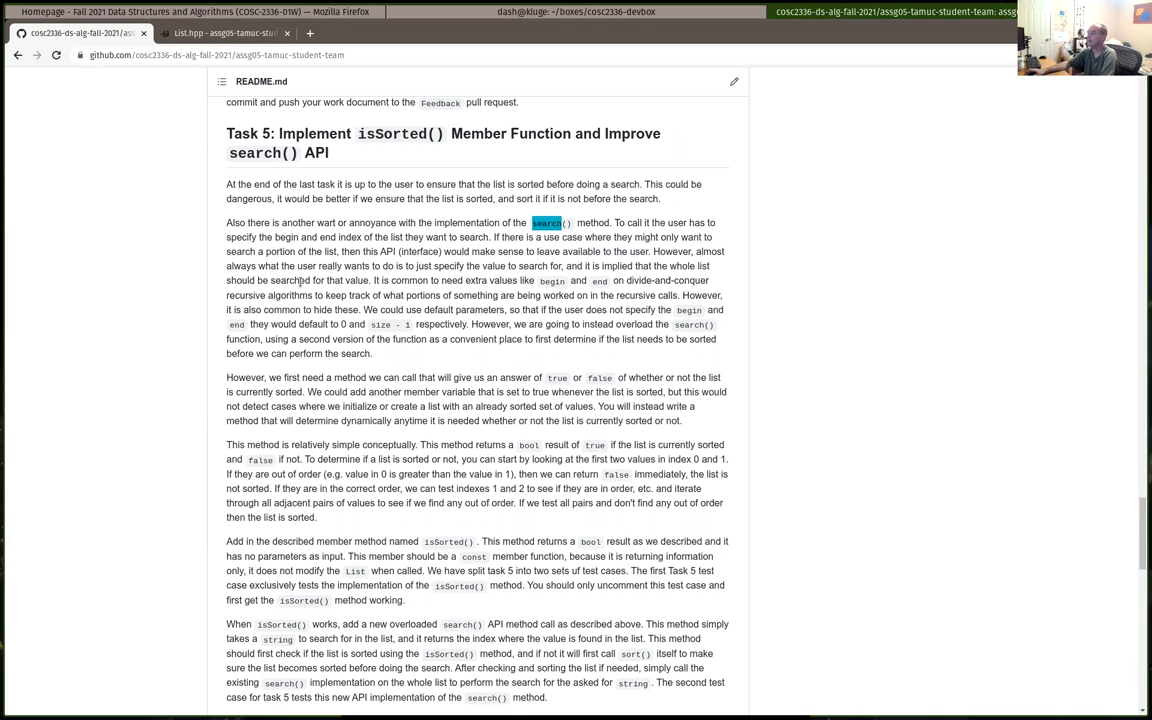 Homepage - Fall 2021 Data Structures and Algorithms (COSC-2336-01W) — Mozilla Firefox
dash@kluge: ~/boxes/cosc2336-devbox
cosc2336-ds-alg-fall-2021/assg05-tamuc-student-team: assg
cosc2336-ds-alg-fall-2021/ass
List.hpp - assg05-tamuc-stud
github.com/cosc2336-ds-alg-fall-2021/assg05-tamuc-student-team
README.md
commit and push your work document to the Feedback pull request.
Task 5: Implement isSorted() Member Function and Improve
search() API
At the end of the last task it is up to the user to ensure that the list is sorted before doing a search. This could be
dangerous, it would be better if we ensure that the list is sorted, and sort it if it is not before the search.
Also there is another wart or annoyance with the implementation of the search() method. To call it the user has to
specify the begin and end index of the list they want to search. If there is a use case where they might only want to
search a portion of the list, then this API (interface) would make sense to leave available to the user. However, almost
always what the user really wants to do is to just specify the value to search for, and it is implied that the whole list
should be searched for that value. It is common to need extra values like begin and end on divide-and-conquer
recursive algorithms to keep track of what portions of something are being worked on in the recursive calls. However,
it is also common to hide these. We could use default parameters, so that if the user does not specify the begin and
end they would default to 0 and size - 1 respectively. However, we are going to instead overload the search()
function, using a second version of the function as a convenient place to first determine if the list needs to be sorted
before we can perform the search.
However, we first need a method we can call that will give us an answer of true or false of whether or not the list
is currently sorted. We could add another member variable that is set to true whenever the list is sorted, but this would
not detect cases where we initialize or create a list with an already sorted set of values. You will instead write a
method that will determine dynamically anytime it is needed whether or not the list is currently sorted or not.
This method is relatively simple conceptually. This method returns a bool result of true if the list is currently sorted
and false if not. To determine if a list is sorted or not, you can start by looking at the first two values in index 0 and 1.
If they are out of order (e.g. value in 0 is greater than the value in 1), then we can return false immediately, the list is
not sorted. If they are in the correct order, we can test indexes 1 and 2 to see if they are in order, etc. and iterate
through all adjacent pairs of values to see if we find any out of order. If we test all pairs and don't find any out of order
then the list is sorted.
Add in the described member method named isSorted(). This method returns a bool result as we described and it
has no parameters as input. This member should be a const member function, because it is returning information
only, it does not modify the List when called. We have split task 5 into two sets uf test cases. The first Task 5 test
case exclusively tests the implementation of the isSorted() method. You should only uncomment this test case and
first get the isSorted() method working.
When isSorted() works, add a new overloaded search() API method call as described above. This method simply
takes a string to search for in the list, and it returns the index where the value is found in the list. This method
should first check if the list is sorted using the isSorted() method, and if not it will first call sort() itself to make
sure the list becomes sorted before doing the search. After checking and sorting the list if needed, simply call the
existing search() implementation on the whole list to perform the search for the asked for string. The second test
case for task 5 tests this new API implementation of the search() method.